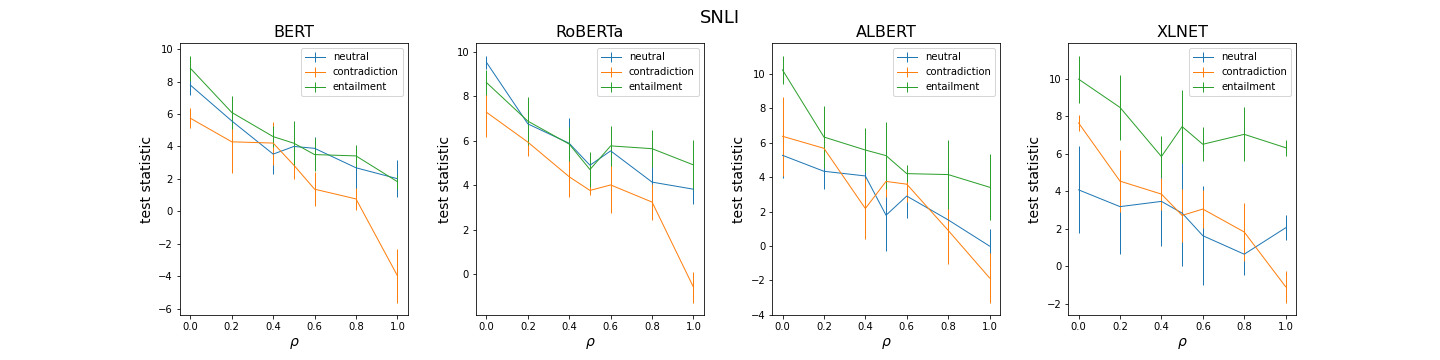 SNLI
BERT
10
8
6
4
2
0
−2
−4
−6
0.0 0.2 0.4 0.6 0.8 1.0
ρ
test statistic
neutral
contradiction
entailment
RoBERTa
10
8
6
4
2
0
0.0 0.2 0.4 0.6 0.8 1.0
ρ
test statistic
neutral
contradiction
entailment
ALBERT
10
8
6
4
2
0
−2
−4
0.0 0.2 0.4 0.6 0.8 1.0
ρ
test statistic
neutral
contradiction
entailment
XLNET
10
8
6
4
2
0
−2
0.0 0.2 0.4 0.6 0.8 1.0
ρ
test statistic
neutral
contradiction
entailment